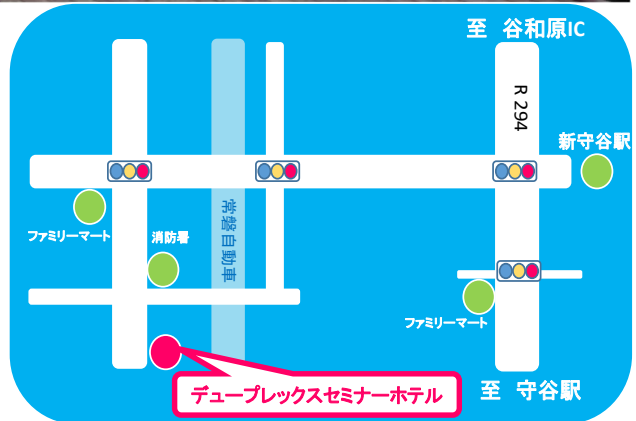 至 谷和原IC
R 294
新守谷駅
ファミリーマート
消防署
常磐自動車
ファミリーマート
デュープレックスセミナーホテル
至 守谷駅